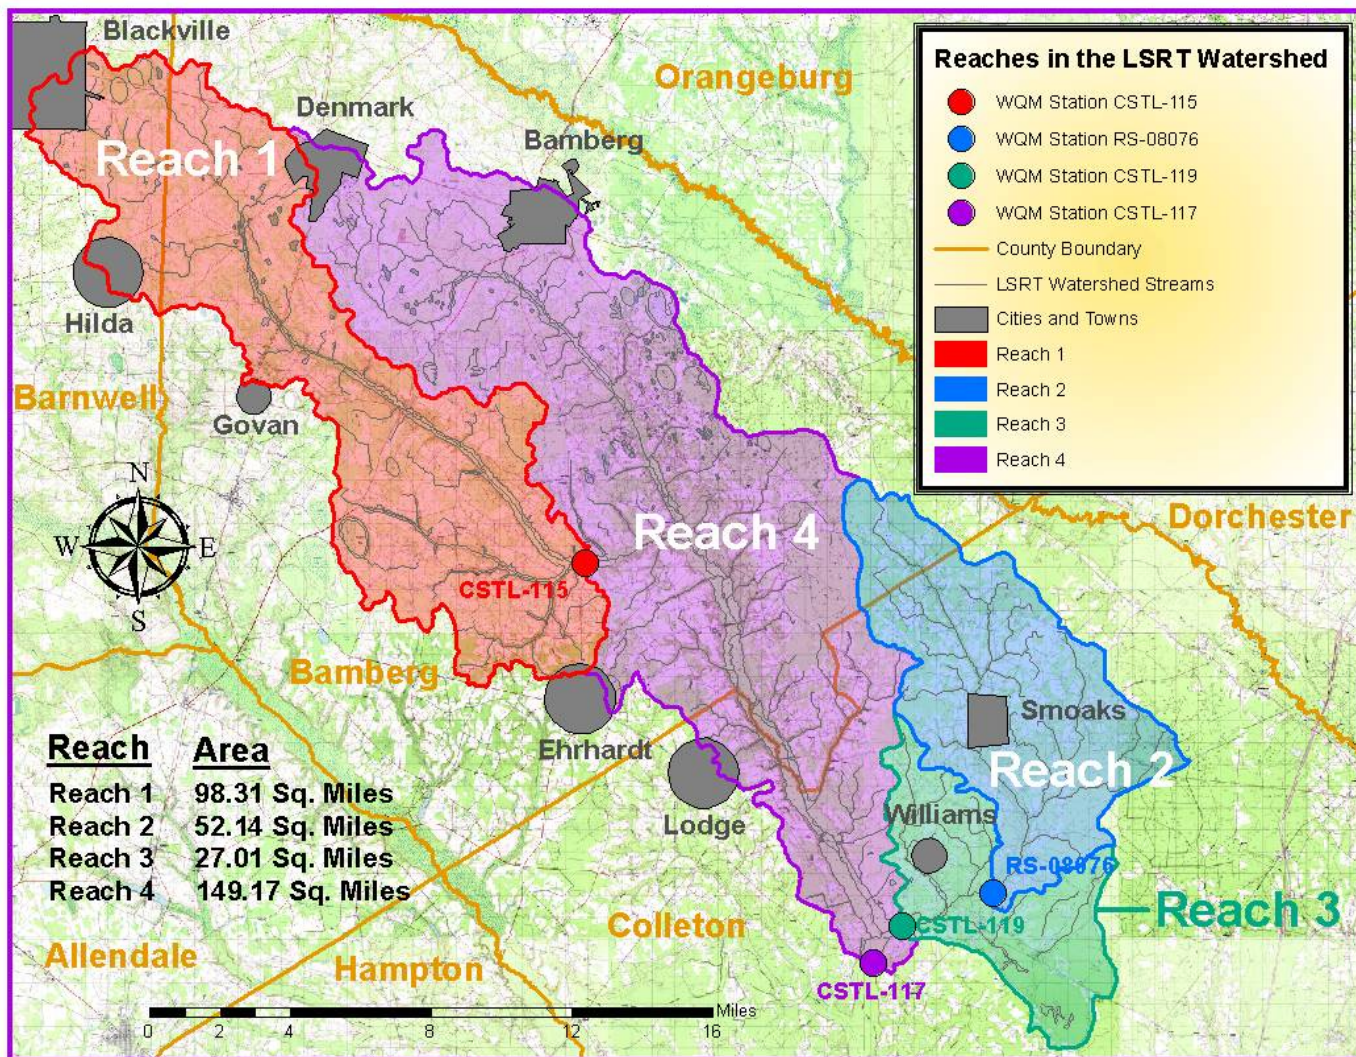 Blackville
Orangeburg
Denmark
Bamberg
Reach 1
Hilda
Barnwell
Govan
N
W
E
S
Reach 4
Dorchester
CSTL-115
Bamberg
Ehrhardt
Smoaks
Reach 2
Lodge
Williams
RS-08076
CSTL-119
Reach 3
Colleton
CSTL-117
Allendale
Hampton
Reaches in the LSRT Watershed
WQM Station CSTL-115
WQM Station RS-08076
WQM Station CSTL-119
WQM Station CSTL-117
County Boundary
LSRT Watershed Streams
Cities and Towns
Reach 1
Reach 2
Reach 3
Reach 4
Reach Area
Reach 1 98.31 Sq. Miles
Reach 2 52.14 Sq. Miles
Reach 3 27.01 Sq. Miles
Reach 4 149.17 Sq. Miles
Miles
0 2 4 8 12 16